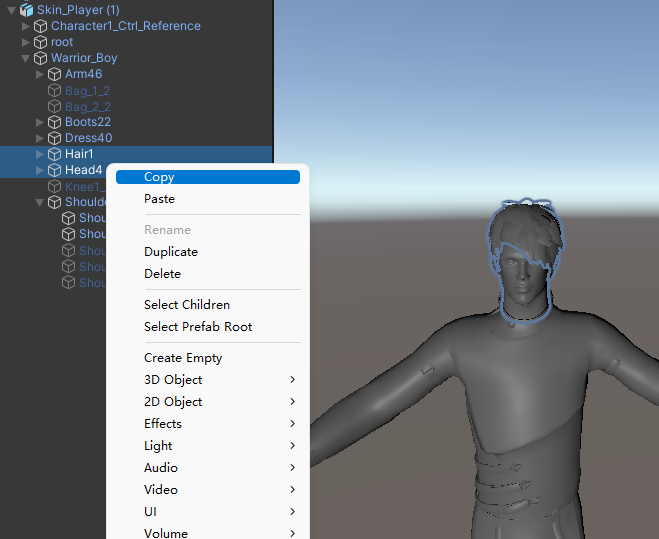 Skin_Player (1)
Character1_Ctrl_Reference
root
Warrior_Boy
Arm46
Bag_1_2
Bag_2_2
Boots22
Dress40
Hair1
Head4
Knee1_
Shoulde
Shou
Shou
Shou
Shou
Shou
Copy
Paste
Rename
Duplicate
Delete
Select Children
Select Prefab Root
Create Empty
3D Object
2D Object
Effects
Light
Audio
Video
UI
Volume